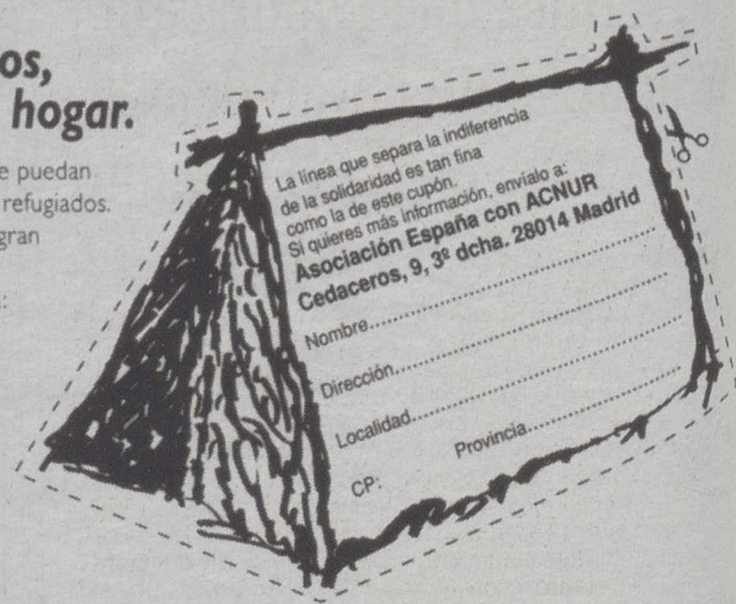 os,
hogar.
e puedan
refugiados.
gran
:
La línea que separa la indiferencia
de la solidaridad es tan fina
como la de este cupón.
Si quieres más información, envíalo a:
Asociación España con ACNUR
Cedaceros, 9, 3º dcha. 28014 Madrid
Nombre
Dirección
Localidad
CP: Provincia